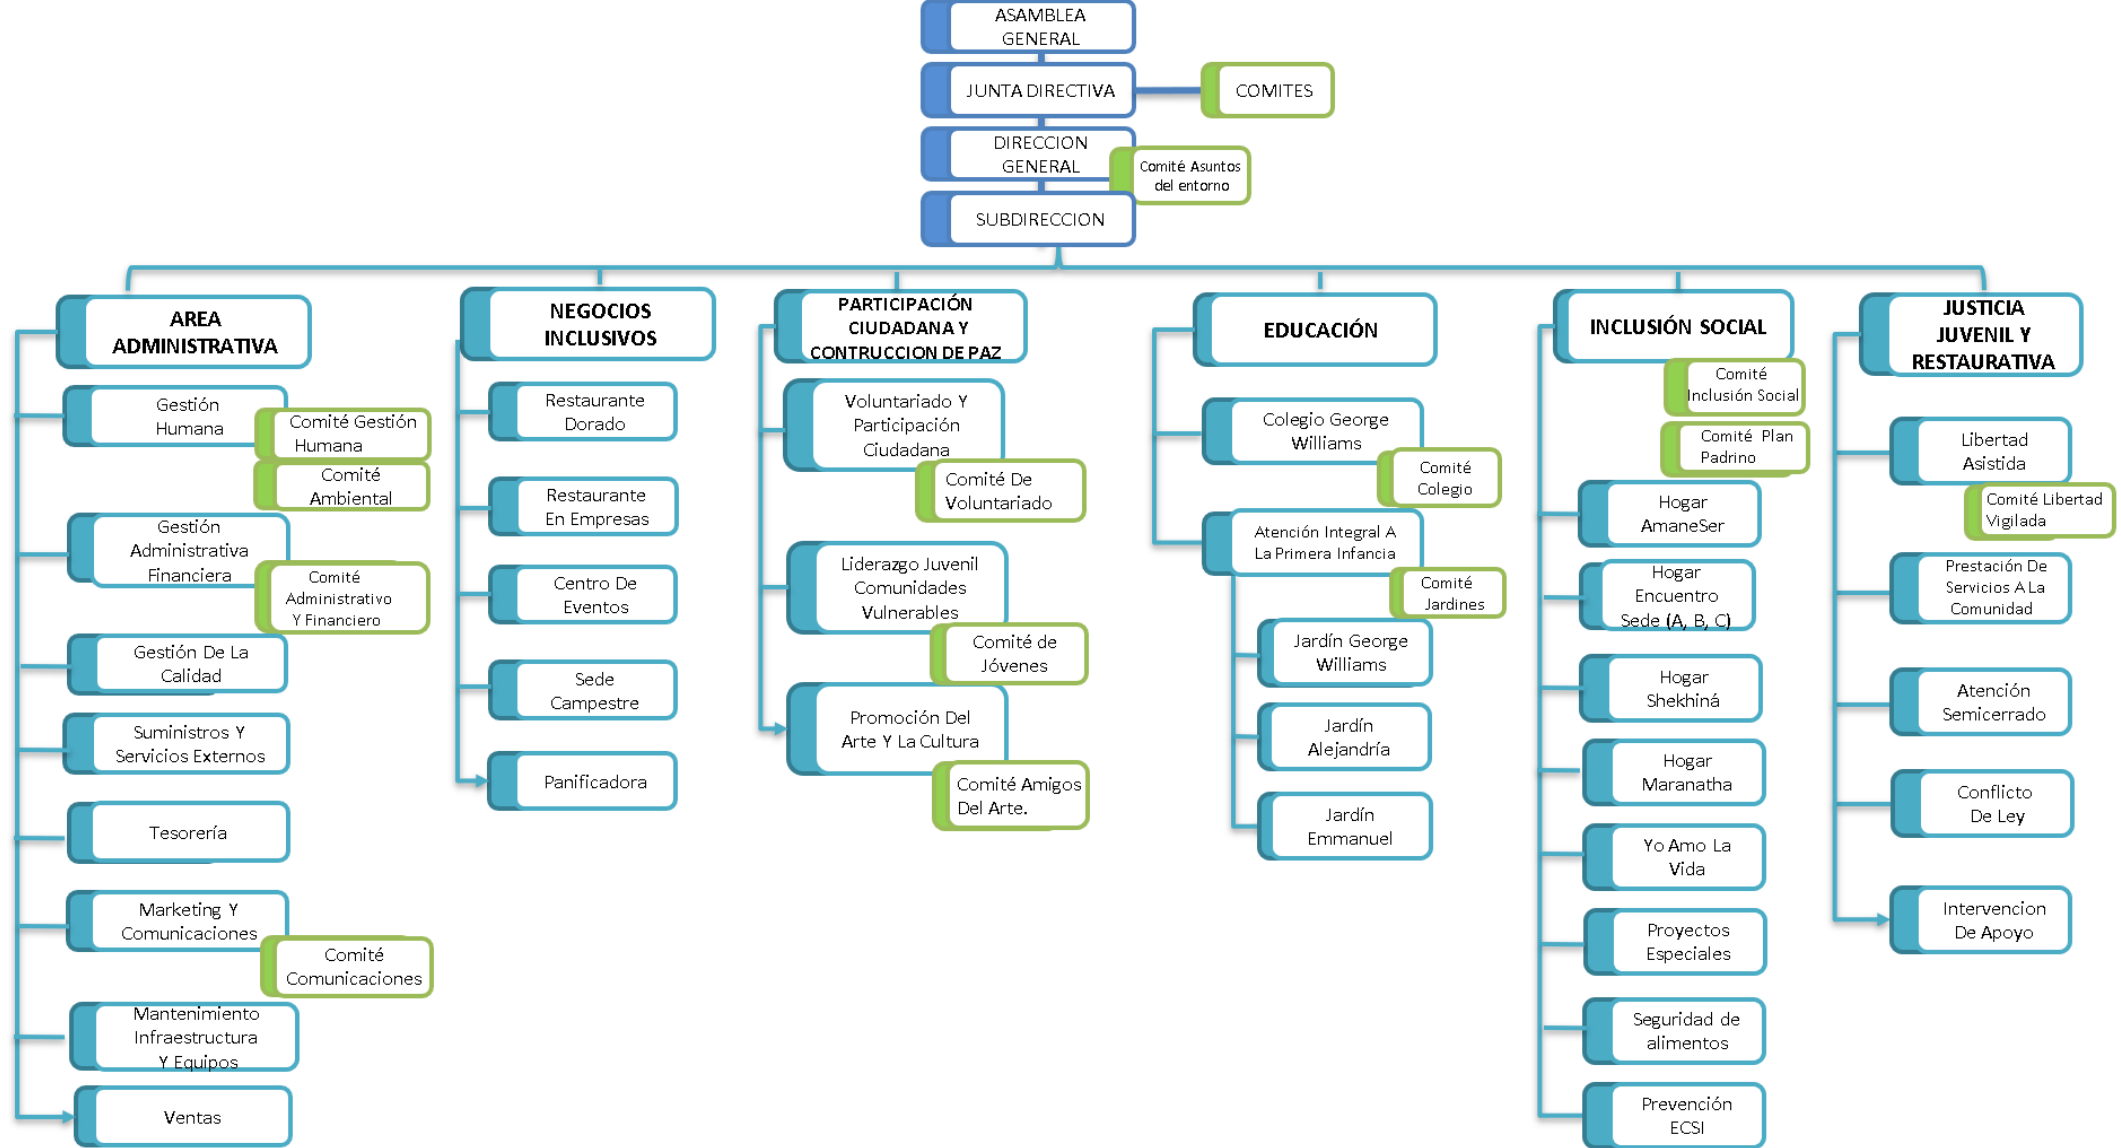 ASAMBLEA
GENERAL
JUNTA DIRECTIVA
COMITES
DIRECCION
GENERAL
Comité Asuntos
del entorno
SUBDIRECCION
AREA
ADMINISTRATIVA
Gestión
Humana
Comité Gestión
Humana
Comité
Ambiental
Gestión
Administrativa
Financiera
Comité
Administrativo
Y Financiero
Gestión De La
Calidad
Suministros Y
Servicios Externos
Tesorería
Marketing Y
Comunicaciones
Comité
Comunicaciones
Mantenimiento
Infraestructura
Y Equipos
Ventas
NEGOCIOS
INCLUSIVOS
Restaurante
Dorado
Restaurante
En Empresas
Centro De
Eventos
Sede
Campestre
Panificadora
PARTICIPACIÓN
CIUDADANA Y
CONTRUCCION DE PAZ
Voluntariado Y
Participación
Ciudadana
Comité De
Voluntariado
Liderazgo Juvenil
Comunidades
Vulnerables
Comité de
Jóvenes
Promoción Del
Arte Y La Cultura
Comité Amigos
Del Arte.
EDUCACIÓN
Colegio George
Williams
Comité
Colegio
Atención Integral A
La Primera Infancia
Comité
Jardines
Jardín George
Williams
Jardín
Alejandría
Jardín
Emmanuel
INCLUSIÓN SOCIAL
Comité
Inclusión Social
Comité Plan
Padrino
Hogar
AmaneSer
Hogar
Encuentro
Sede (A, B, C)
Hogar
Shekhiná
Hogar
Maranatha
Yo Amo La
Vida
Proyectos
Especiales
Seguridad de
alimentos
Prevención
ECSI
JUSTICIA
JUVENIL Y
RESTAURATIVA
Libertad
Asistida
Comité Libertad
Vigilada
Prestación De
Servicios A La
Comunidad
Atención
Semicerrado
Conflicto
De Ley
Intervencion
De Apoyo